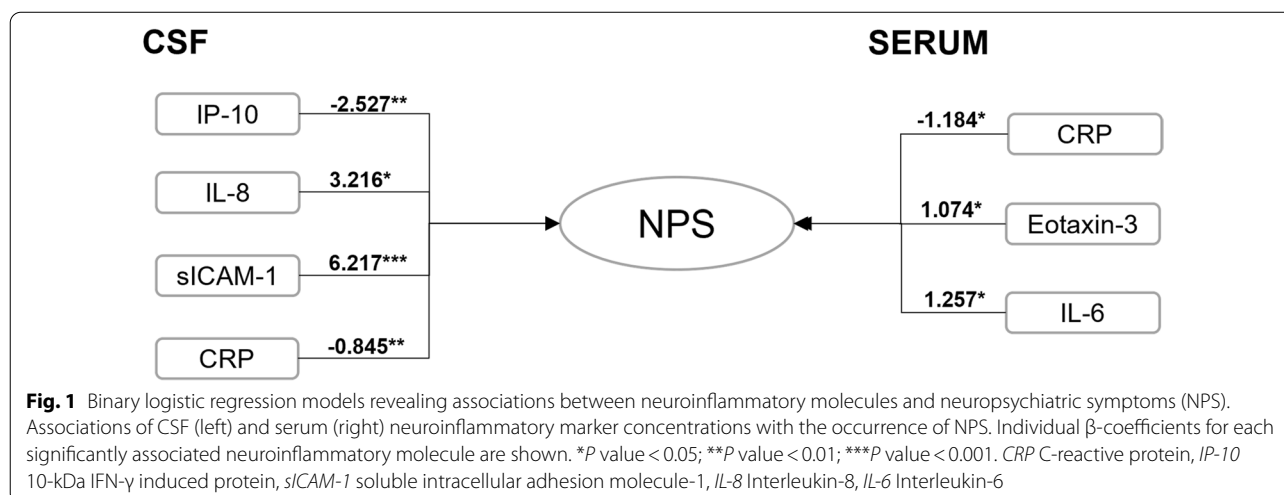 CSF
SERUM
IP-10
-2.527**
IL-8
3.216*
sICAM-1
6.217***
CRP
-0.845**
NPS
-1.184*
CRP
1.074*
Eotaxin-3
1.257*
IL-6
Fig. 1 Binary logistic regression models revealing associations between neuroinflammatory molecules and neuropsychiatric symptoms (NPS).
Associations of CSF (left) and serum (right) neuroinflammatory marker concentrations with the occurrence of NPS. Individual β-coefficients for each
significantly associated neuroinflammatory molecule are shown. *P value < 0.05; **P value < 0.01; ***P value < 0.001. CRP C-reactive protein, IP-10
10-kDa IFN-γ induced protein, sICAM-1 soluble intracellular adhesion molecule-1, IL-8 Interleukin-8, IL-6 Interleukin-6